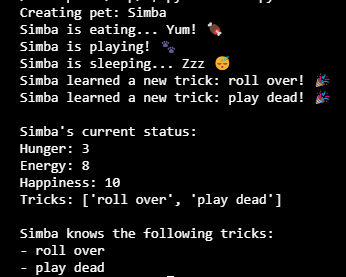 Creating pet: Simba
Simba is eating... Yum! 🍖
Simba is playing! 🐾
Simba is sleeping... Zzz 😴
Simba learned a new trick: roll over! 🎉
Simba learned a new trick: play dead! 🎉
Simba's current status:
Hunger: 3
Energy: 8
Happiness: 10
Tricks: ['roll over', 'play dead']
Simba knows the following tricks:
- roll over
- play dead